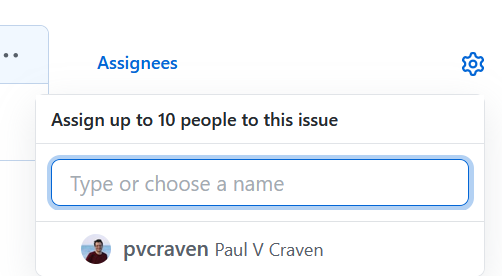 Assignees
Assign up to 10 people to this issue
Type or choose a name
pvcraven Paul V Craven